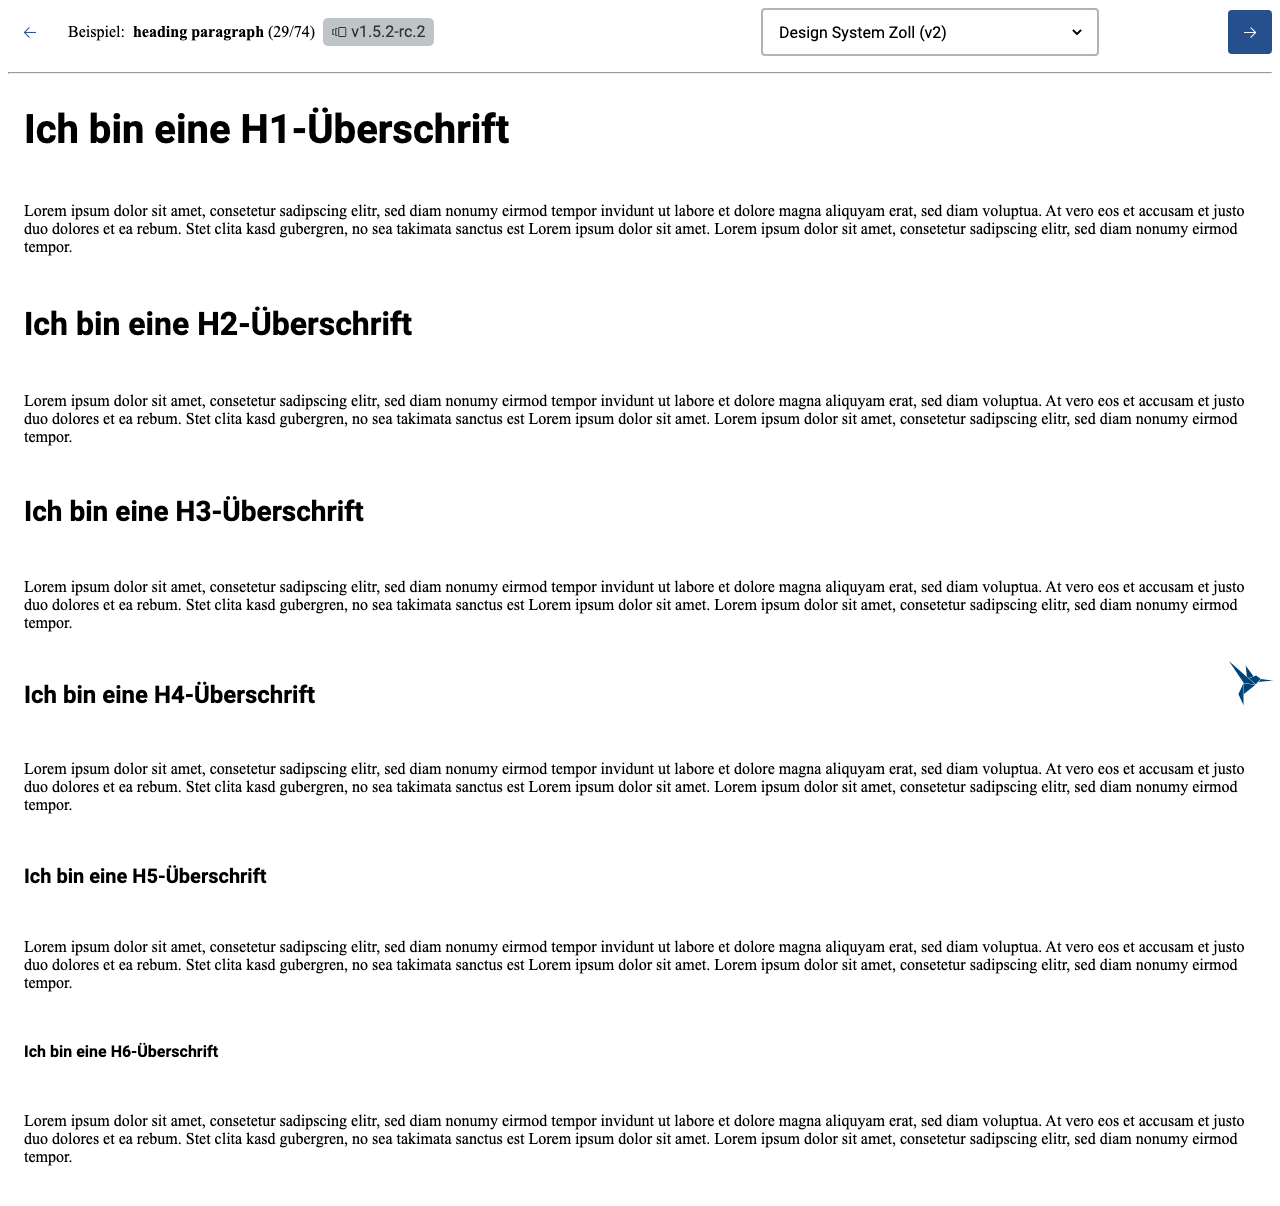 Beispiel: heading paragraph (29/74) v1.5.2-rc.2 Design System Zoll (v2)
Ich bin eine H1-Überschrift
Lorem ipsum dolor sit amet, consetetur sadipscing elitr, sed diam nonumy eirmod tempor invidunt ut labore et dolore magna aliquyam erat, sed diam voluptua. At vero eos et accusam et justo
duo dolores et ea rebum. Stet clita kasd gubergren, no sea takimata sanctus est Lorem ipsum dolor sit amet. Lorem ipsum dolor sit amet, consetetur sadipscing elitr, sed diam nonumy eirmod
tempor.
Ich bin eine H2-Überschrift
Lorem ipsum dolor sit amet, consetetur sadipscing elitr, sed diam nonumy eirmod tempor invidunt ut labore et dolore magna aliquyam erat, sed diam voluptua. At vero eos et accusam et justo
duo dolores et ea rebum. Stet clita kasd gubergren, no sea takimata sanctus est Lorem ipsum dolor sit amet. Lorem ipsum dolor sit amet, consetetur sadipscing elitr, sed diam nonumy eirmod
tempor.
Ich bin eine H3-Überschrift
Lorem ipsum dolor sit amet, consetetur sadipscing elitr, sed diam nonumy eirmod tempor invidunt ut labore et dolore magna aliquyam erat, sed diam voluptua. At vero eos et accusam et justo
duo dolores et ea rebum. Stet clita kasd gubergren, no sea takimata sanctus est Lorem ipsum dolor sit amet. Lorem ipsum dolor sit amet, consetetur sadipscing elitr, sed diam nonumy eirmod
tempor.
Ich bin eine H4-Überschrift
Lorem ipsum dolor sit amet, consetetur sadipscing elitr, sed diam nonumy eirmod tempor invidunt ut labore et dolore magna aliquyam erat, sed diam voluptua. At vero eos et accusam et justo
duo dolores et ea rebum. Stet clita kasd gubergren, no sea takimata sanctus est Lorem ipsum dolor sit amet. Lorem ipsum dolor sit amet, consetetur sadipscing elitr, sed diam nonumy eirmod
tempor.
Ich bin eine H5-Überschrift
Lorem ipsum dolor sit amet, consetetur sadipscing elitr, sed diam nonumy eirmod tempor invidunt ut labore et dolore magna aliquyam erat, sed diam voluptua. At vero eos et accusam et justo
duo dolores et ea rebum. Stet clita kasd gubergren, no sea takimata sanctus est Lorem ipsum dolor sit amet. Lorem ipsum dolor sit amet, consetetur sadipscing elitr, sed diam nonumy eirmod
tempor.
Ich bin eine H6-Überschrift
Lorem ipsum dolor sit amet, consetetur sadipscing elitr, sed diam nonumy eirmod tempor invidunt ut labore et dolore magna aliquyam erat, sed diam voluptua. At vero eos et accusam et justo
duo dolores et ea rebum. Stet clita kasd gubergren, no sea takimata sanctus est Lorem ipsum dolor sit amet. Lorem ipsum dolor sit amet, consetetur sadipscing elitr, sed diam nonumy eirmod
tempor.